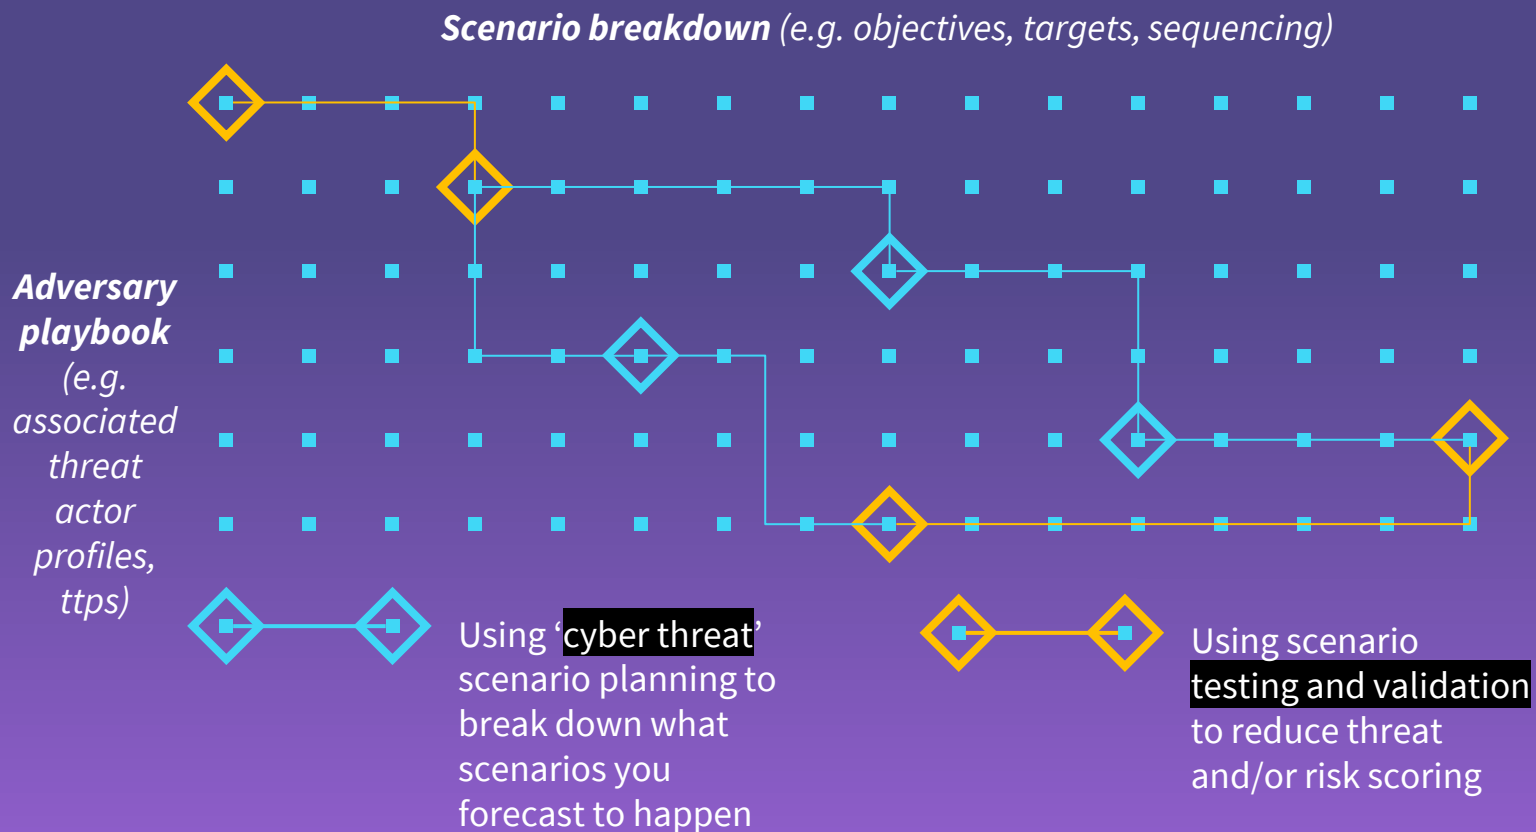 Scenario breakdown (e.g. objectives, targets, sequencing)
Adversary
playbook
(e.g.
associated
threat
actor
profiles,
ttps)
Using ‘cyber threat’
scenario planning to
break down what
scenarios you
forecast to happen
Using scenario
testing and validation
to reduce threat
and/or risk scoring